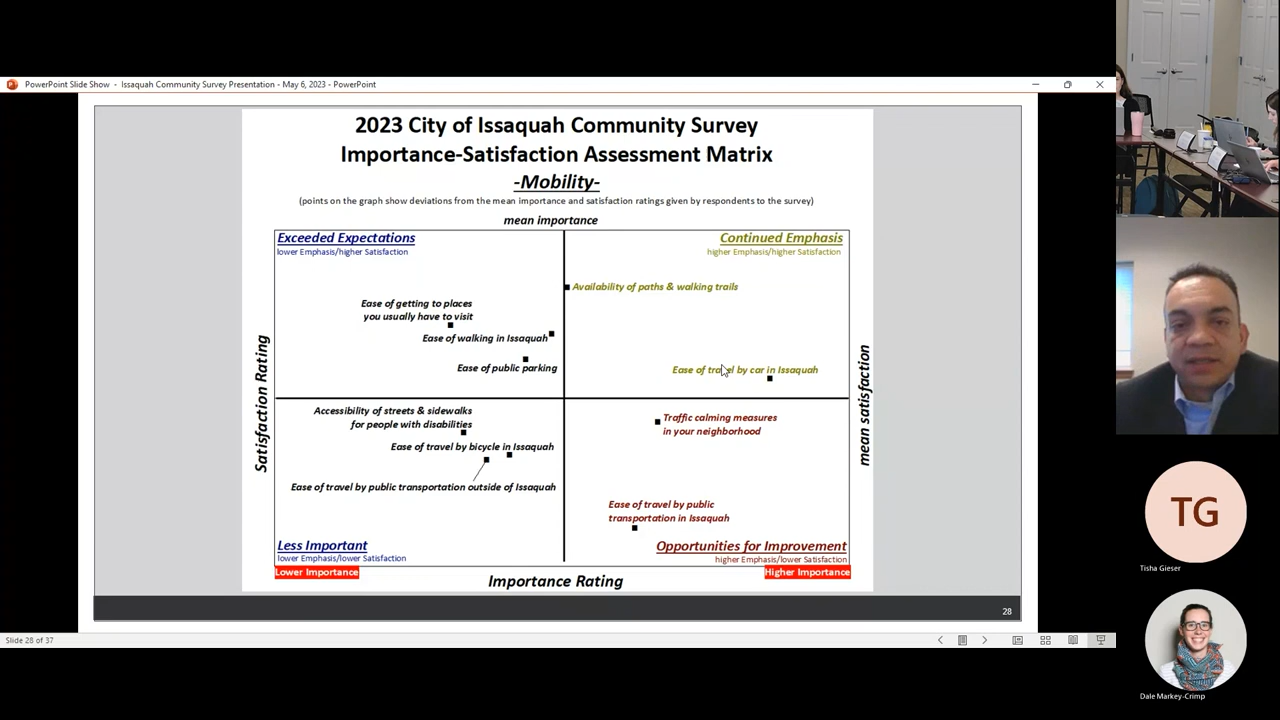 PowerPoint Slide Show - Issaquah Community Survey Presentation - May 6, 2023 - PowerPoint
2023 City of Issaquah Community Survey
Importance-Satisfaction Assessment Matrix
-Mobility-
(points on the graph show deviations from the mean importance and satisfaction ratings given by respondents to the survey)
mean importance
Exceeded Expectations
lower Emphasis/higher Satisfaction
Continued Emphasis
higher Emphasis/higher Satisfaction
Availability of paths & walking trails
Ease of getting to places
you usually have to visit
Ease of walking in Issaquah
Ease of public parking
Ease of travel by car in Issaquah
Satisfaction Rating
mean satisfaction
Accessibility of streets & sidewalks
for people with disabilities
Ease of travel by bicycle in Issaquah
Ease of travel by public transportation outside of Issaquah
Traffic calming measures
in your neighborhood
Ease of travel by public
transportation in Issaquah
Less Important
lower Emphasis/lower Satisfaction
Opportunities for Improvement
higher Emphasis/lower Satisfaction
Lower Importance
Importance Rating
Higher Importance
28
Slide 28 of 37
TG
Tisha Gieser
Dale Markey-Crimp